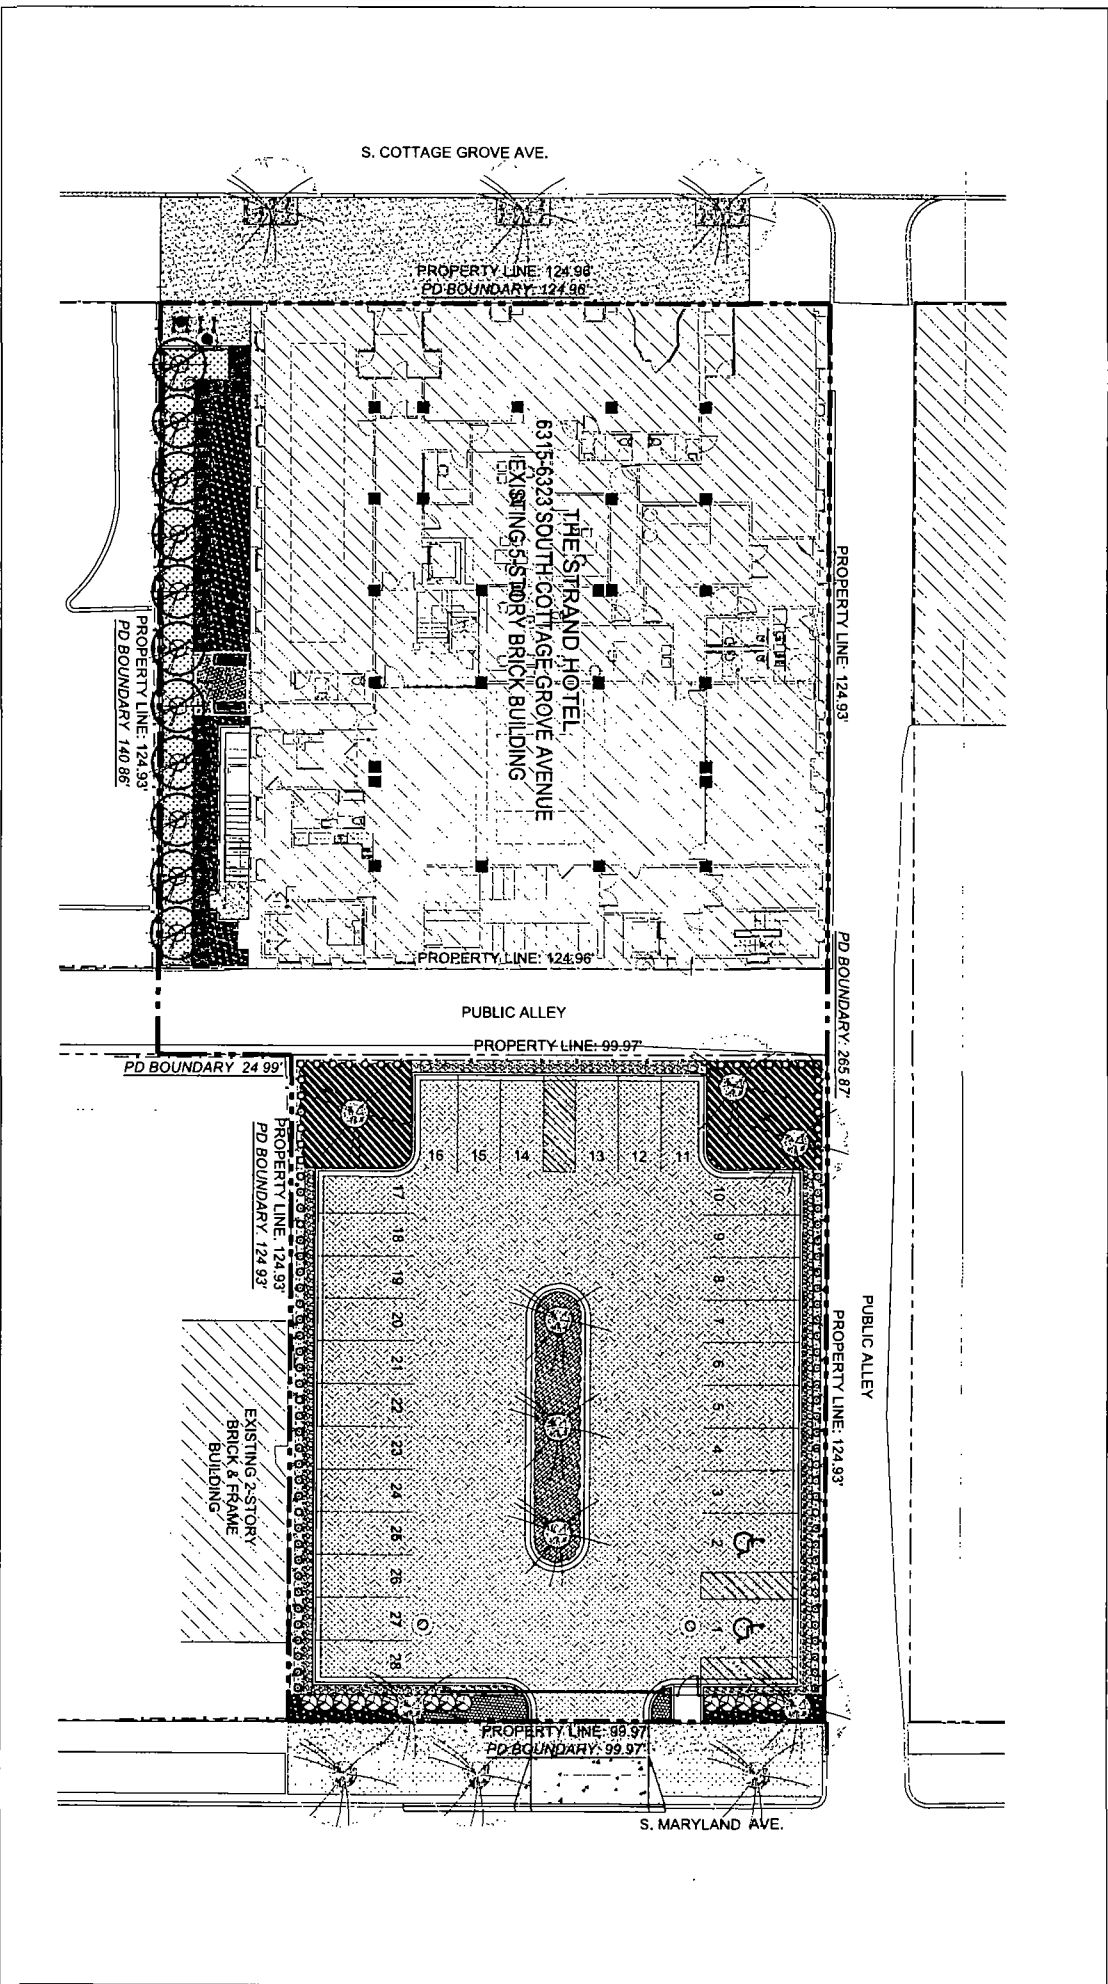 S. COTTAGE GROVE AVE.
PROPERTY LINE: 124.96'
PD BOUNDARY: 124.96'
THE STRAND HOTEL
6315-6323 SOUTH COTTAGE GROVE AVENUE
EXISTING 5-STORY BRICK BUILDING
PROPERTY LINE: 124.93'
PROPERTY LINE: 124.93'
PD BOUNDARY 140 86'
PD BOUNDARY: 265 87'
PROPERTY LINE: 124.96'
PUBLIC ALLEY
PROPERTY LINE: 99.97'
PD BOUNDARY 24 99'
PROPERTY LINE. 124.93'
PD BOUNDARY. 124 93'
16 15 14 13 12 11
17
18
19
20
21
22
23
24
25
26
27
28
10
9
8
7
6
5
4
3
2
1
PUBLIC ALLEY
PROPERTY LINE: 124.93'
EXISTING 2-STORY
BRICK & FRAME
BUILDING
PROPERTY LINE: 99.97'
PD BOUNDARY: 99.97'
S. MARYLAND AVE.